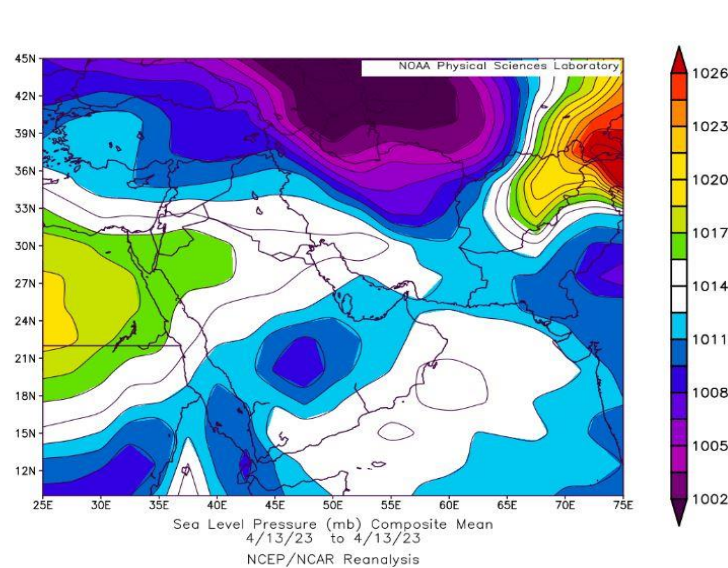 NOAA Physical Sciences Laboratory
45N
42N
39N
36N
33N
30N
27N
24N
21N
18N
15N
12N
25E 30E 35E 40E 45E 50E 55E 60E 65E 70E 75E
1026
1023
1020
1017
1014
1011
1008
1005
1002
Sea Level Pressure (mb) Composite Mean
4/13/23 to 4/13/23
NCEP/NCAR Reanalysis